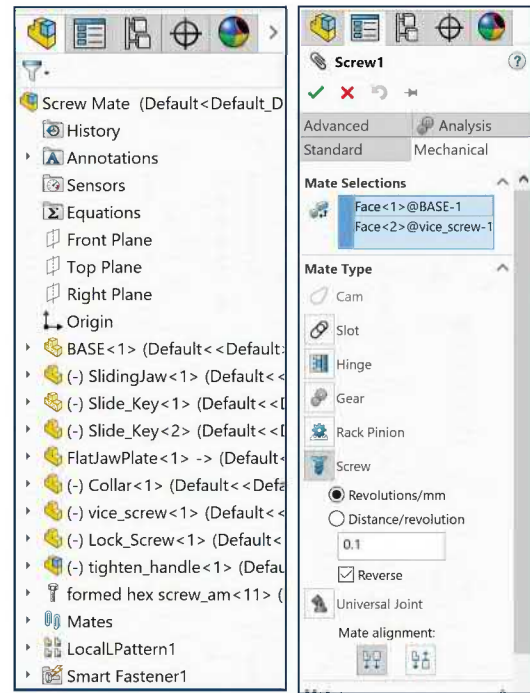 Screw Mate (Default<Default_D
History
Annotations
Sensors
Equations
Front Plane
Top Plane
Right Plane
Origin
BASE<1> (Default<<Default>
(-) SlidingJaw<1> (Default<<
(-) Slide_Key<1> (Default<<D
(-) Slide_Key<2> (Default<<D
FlatJawPlate<1> -> (Default<
(-) Collar<1> (Default<<Defa
(-) vice_screw<1> (Default<<
(-) Lock_Screw<1> (Default<
(-) tighten_handle<1> (Defau
formed hex screw_am<11> (
Mates
LocalLPattern1
Smart Fastener1
Screw1
Advanced Analysis
Standard Mechanical
Mate Selections
Face<1>@BASE-1
Face<2>@vice_screw-1
Mate Type
Cam
Slot
Hinge
Gear
Rack Pinion
Screw
Revolutions/mm
Distance/revolution
0.1
Reverse
Universal Joint
Mate alignment: